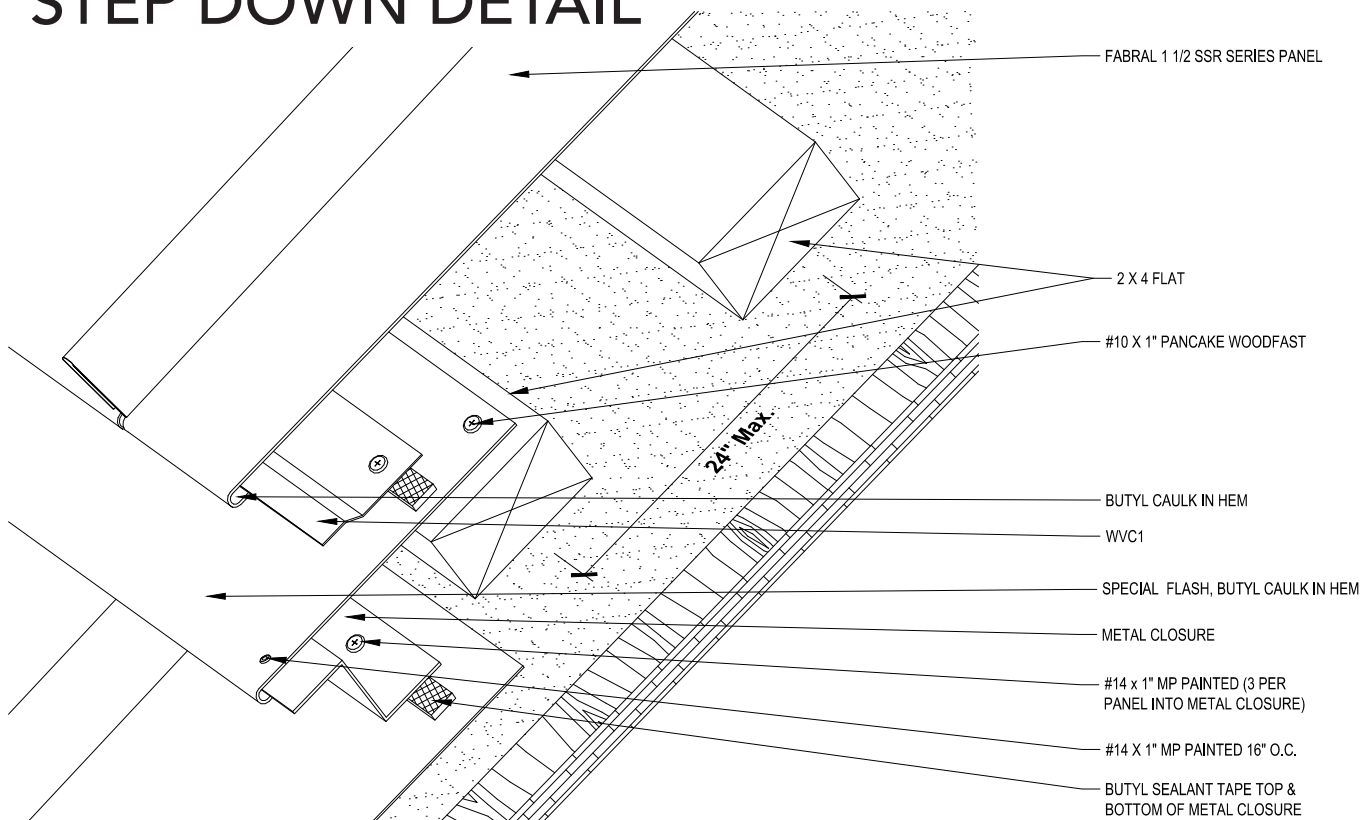 STEP DOWN DETAIL
FABRAL 1 1/2 SSR SERIES PANEL
2 X 4 FLAT
#10 X 1" PANCAKE WOODFAST
24" Max.
BUTYL CAULK IN HEM
WVC1
SPECIAL FLASH, BUTYL CAULK IN HEM
METAL CLOSURE
#14 x 1" MP PAINTED (3 PER
PANEL INTO METAL CLOSURE)
#14 X 1" MP PAINTED 16" O.C.
BUTYL SEALANT TAPE TOP &
BOTTOM OF METAL CLOSURE